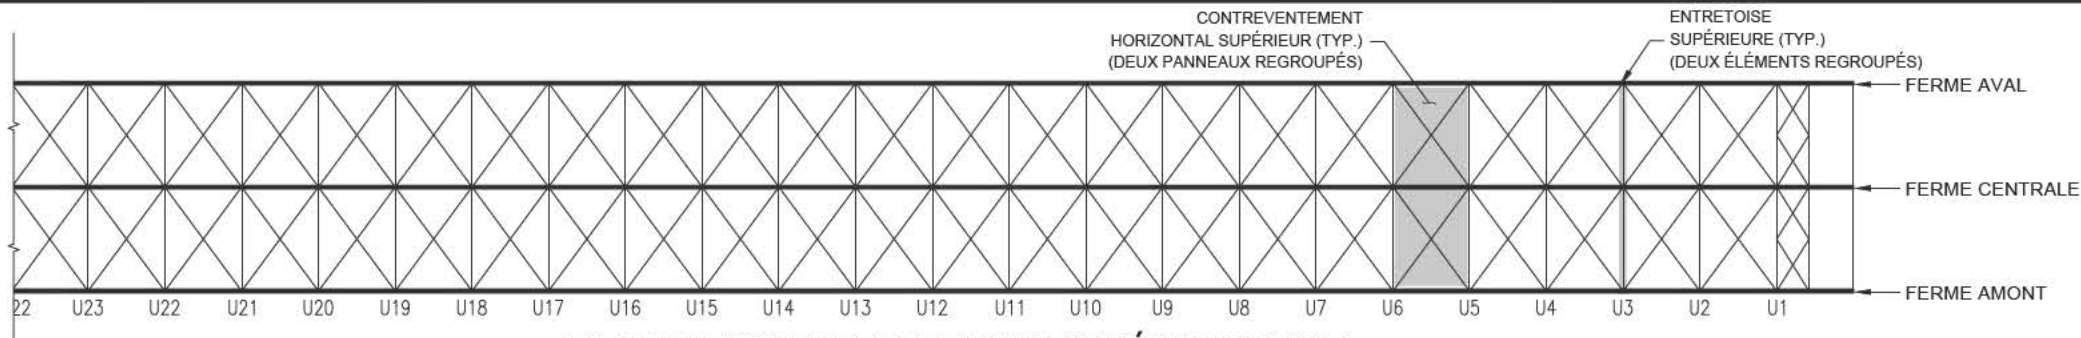 CONTREVENTEMENT
HORIZONTAL SUPÉRIEUR (TYP.)
(DEUX PANNEAUX REGROUPÉS)
ENTRETOISE
SUPÉRIEURE (TYP.)
(DEUX ÉLÉMENTS REGROUPÉS)
FERME AVAL
FERME CENTRALE
FERME AMONT
22 U23 U22 U21 U20 U19 U18 U17 U16 U15 U14 U13 U12 U11 U10 U9 U8 U7 U6 U5 U4 U3 U2 U1